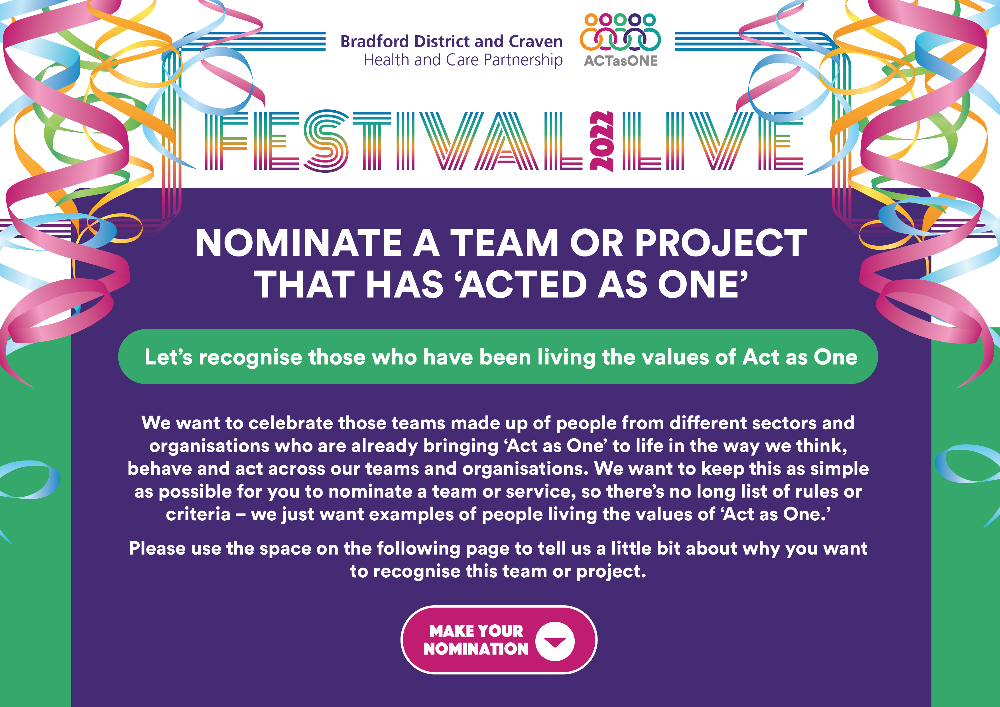 Bradford District and Craven
Health and Care Partnership
ACTasONE
FESTIVAL 2022 LIVE
NOMINATE A TEAM OR PROJECT
THAT HAS ‘ACTED AS ONE’
Let’s recognise those who have been living the values of Act as One
We want to celebrate those teams made up of people from different sectors and
organisations who are already bringing ‘Act as One’ to life in the way we think,
behave and act across our teams and organisations. We want to keep this as simple
as possible for you to nominate a team or service, so there’s no long list of rules or
criteria – we just want examples of people living the values of ‘Act as One.’
Please use the space on the following page to tell us a little bit about why you want
to recognise this team or project.
MAKE YOUR
NOMINATION